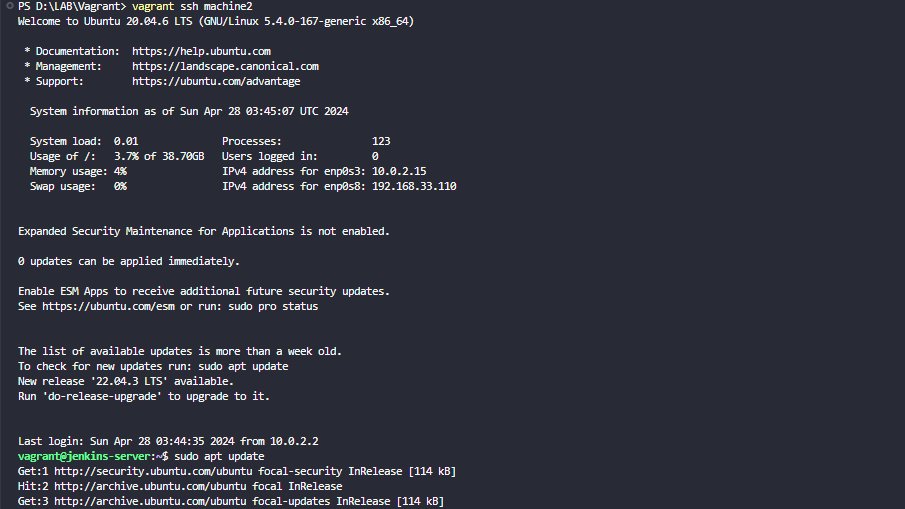 PS D:\LAB\Vagrant> vagrant ssh machine2
Welcome to Ubuntu 20.04.6 LTS (GNU/Linux 5.4.0-167-generic x86_64)
* Documentation: https://help.ubuntu.com
* Management: https://landscape.canonical.com
* Support: https://ubuntu.com/advantage
System information as of Sun Apr 28 03:45:07 UTC 2024
System load: 0.01 Processes: 123
Usage of /: 3.7% of 38.70GB Users logged in: 0
Memory usage: 4% IPv4 address for enp0s3: 10.0.2.15
Swap usage: 0% IPv4 address for enp0s8: 192.168.33.110
Expanded Security Maintenance for Applications is not enabled.
0 updates can be applied immediately.
Enable ESM Apps to receive additional future security updates.
See https://ubuntu.com/esm or run: sudo pro status
The list of available updates is more than a week old.
To check for new updates run: sudo apt update
New release '22.04.3 LTS' available.
Run 'do-release-upgrade' to upgrade to it.
Last login: Sun Apr 28 03:44:35 2024 from 10.0.2.2
vagrant@jenkins-server:~$ sudo apt update
Get:1 http://security.ubuntu.com/ubuntu focal-security InRelease [114 kB]
Hit:2 http://archive.ubuntu.com/ubuntu focal InRelease
Get:3 http://archive.ubuntu.com/ubuntu focal-updates InRelease [114 kB]